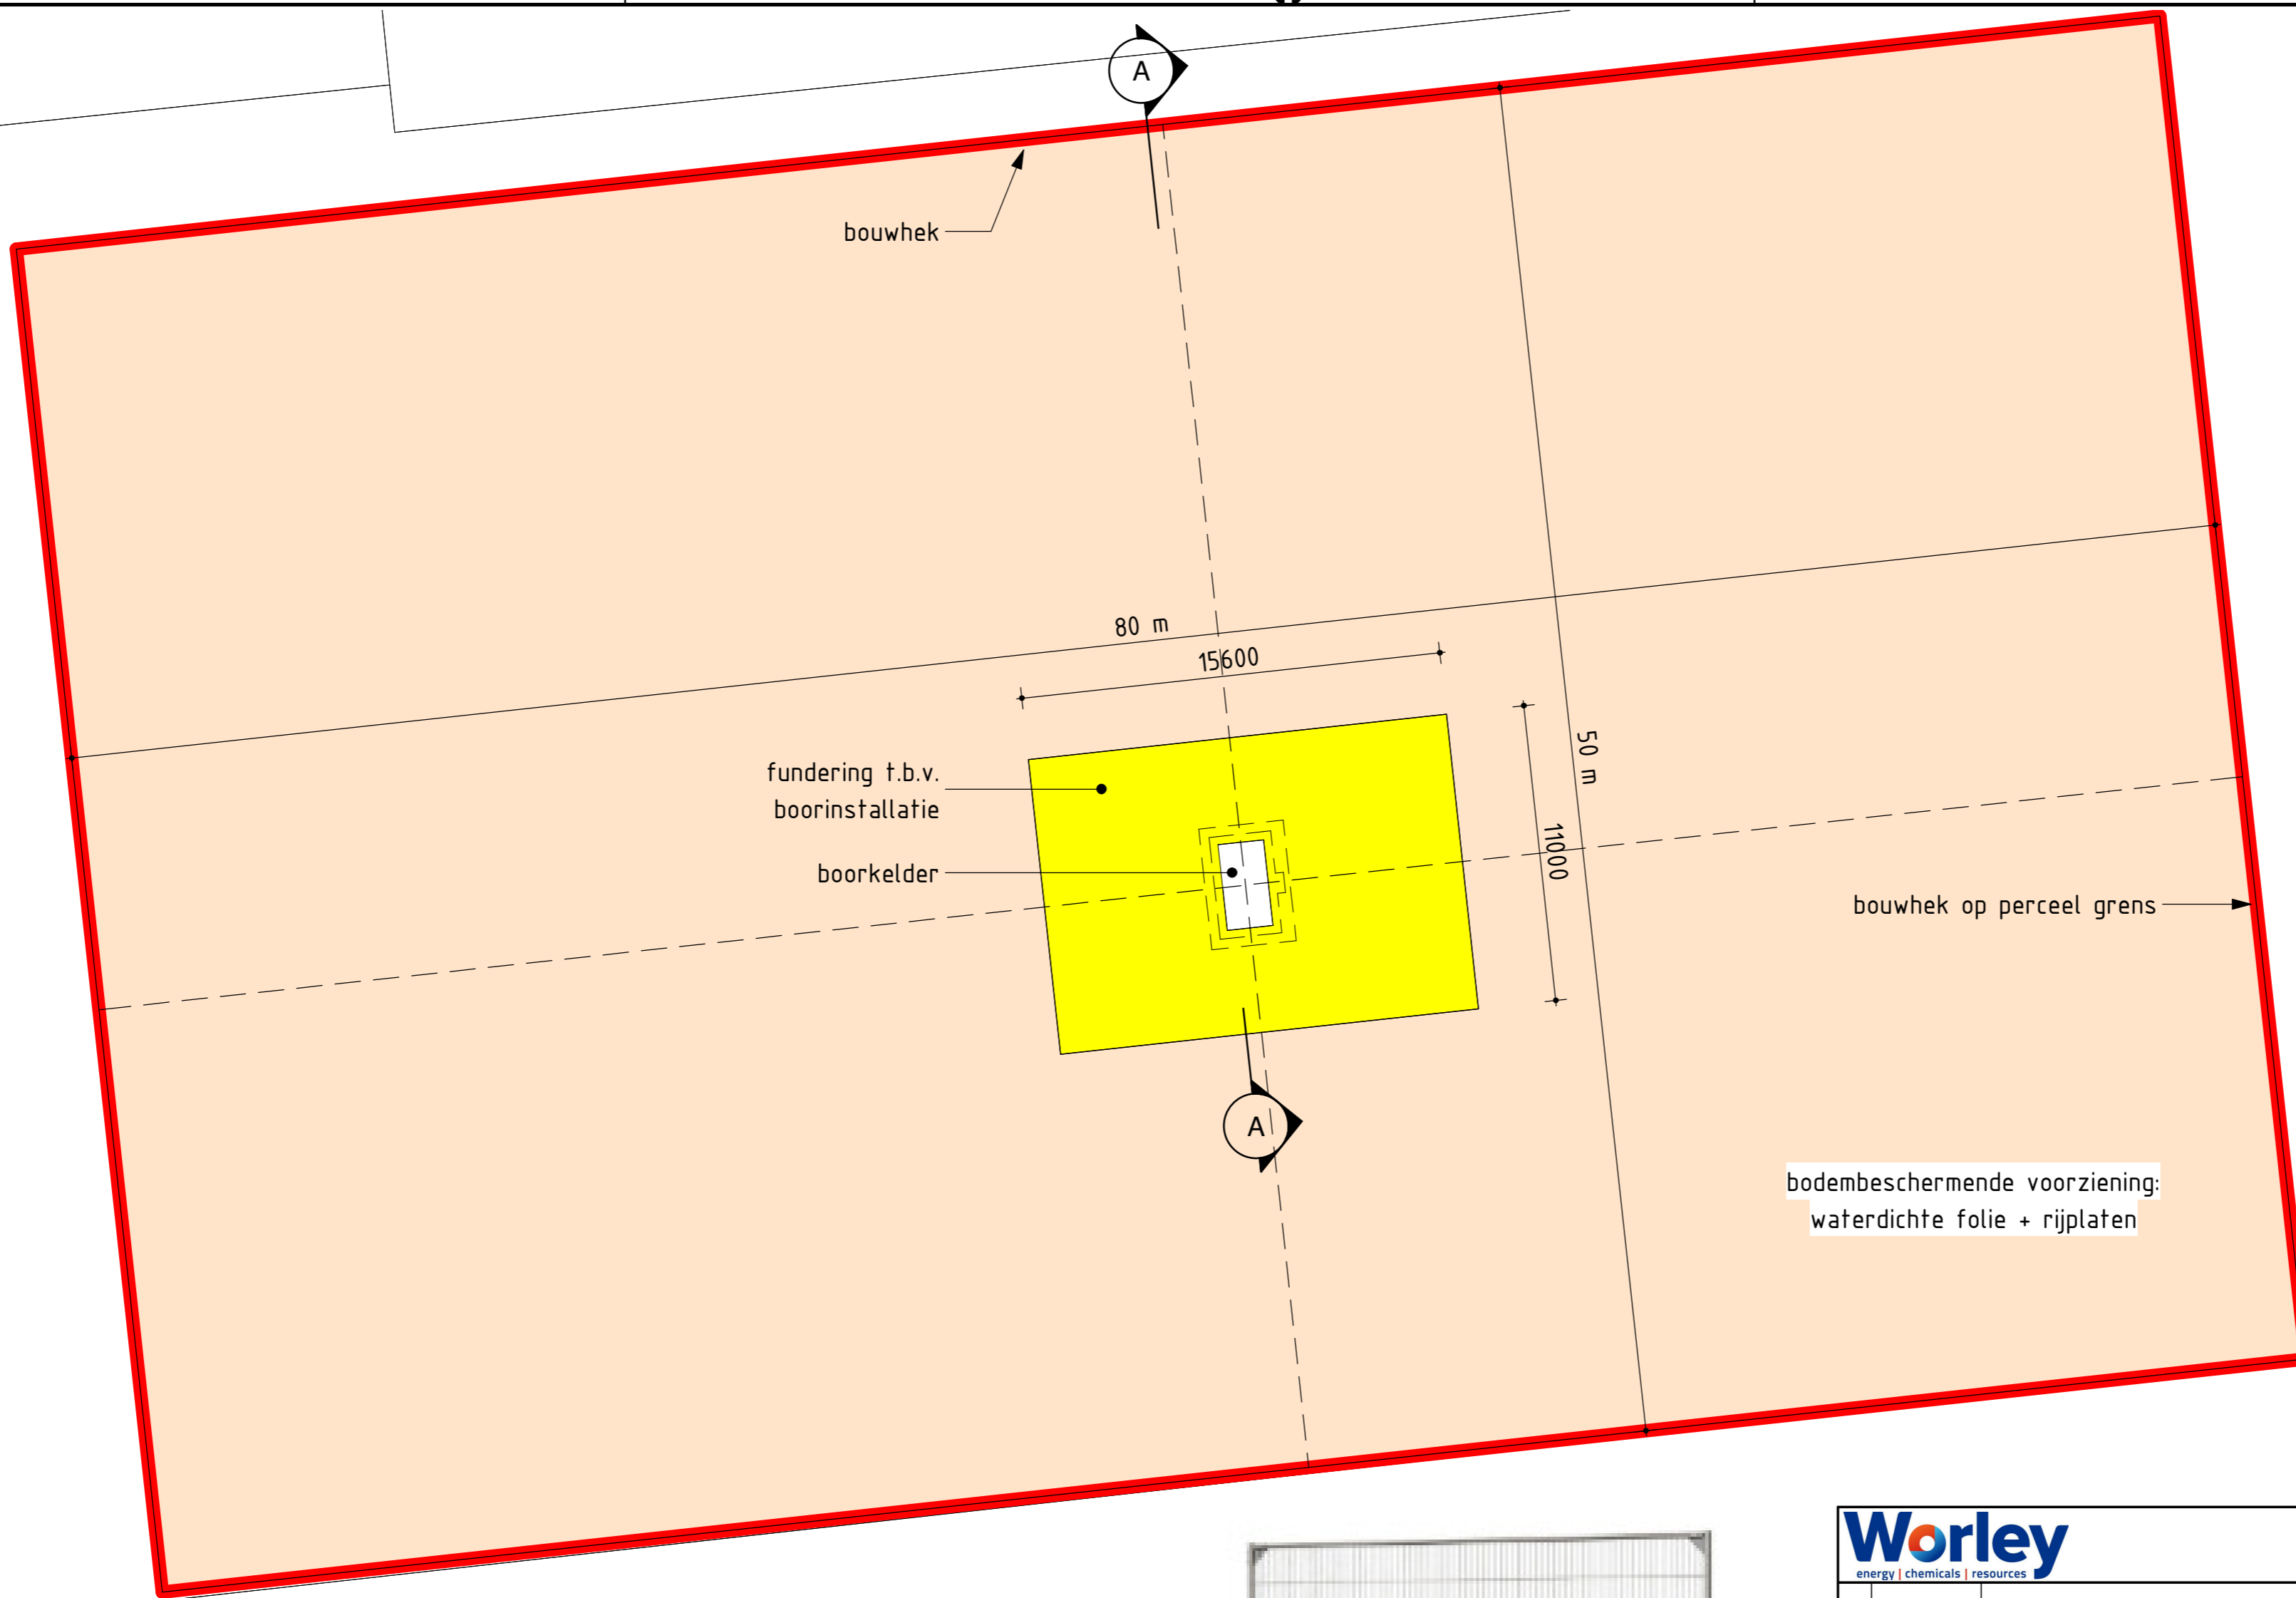 A
bouwhek
80 m
15600
50 m
fundering t.b.v.
boorinstallatie
11000
boorkelder
bouwhek op perceel grens
A
bodembeschermende voorziening:
waterdichte folie + rijplaten
Worley
energy | chemicals | resources